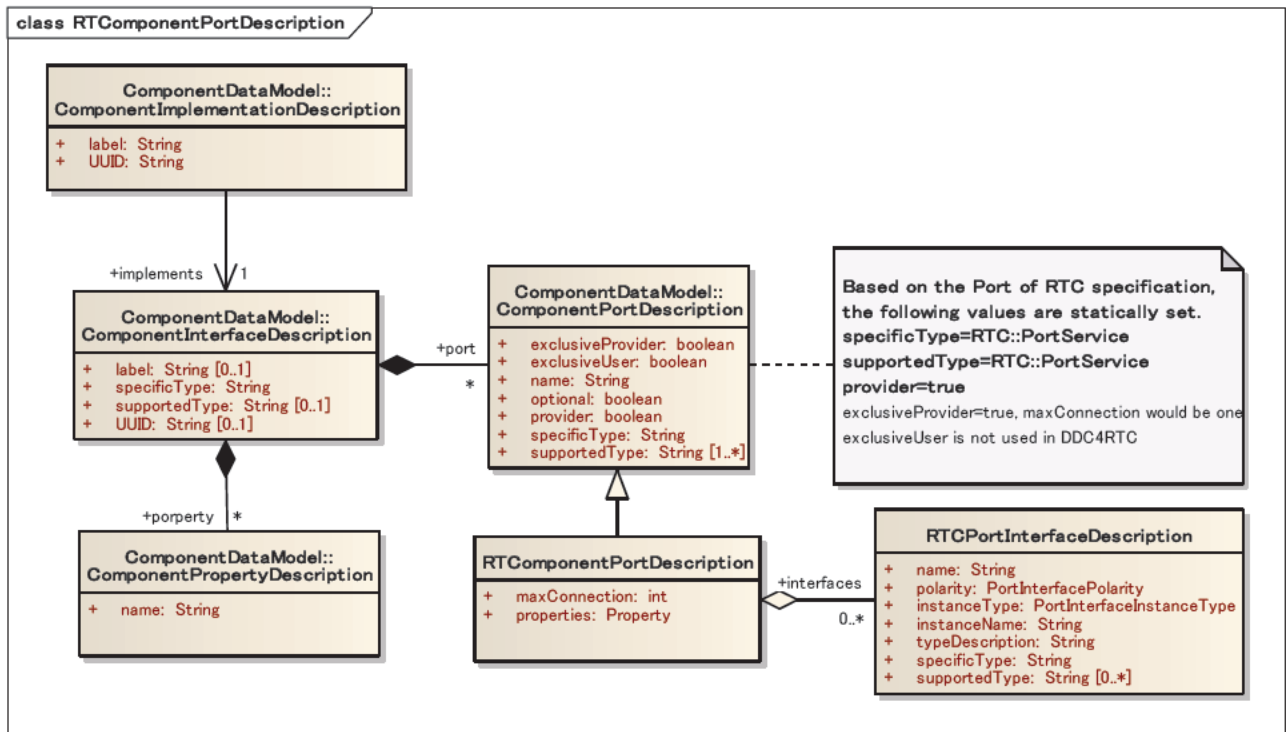 class RTComponentPortDescription
ComponentDataModel::
ComponentImplementationDescription
+ label: String
+ UUID: String
+implements
1
ComponentDataModel::
ComponentInterfaceDescription
+ label: String [0..1]
+ specificType: String
+ supportedType: String [0..1]
+ UUID: String [0..1]
+port
*
ComponentDataModel::
ComponentPortDescription
+ exclusiveProvider: boolean
+ exclusiveUser: boolean
+ name: String
+ optional: boolean
+ provider: boolean
+ specificType: String
+ supportedType: String [1..*]
Based on the Port of RTC specification,
the following values are statically set.
specificType=RTC::PortService
supportedType=RTC::PortService
provider=true
exclusiveProvider=true, maxConnection would be one
exclusiveUser is not used in DDC4RTC
+porperty
*
ComponentDataModel::
ComponentPropertyDescription
+ name: String
RTComponentPortDescription
+ maxConnection: int
+ properties: Property
+interfaces
0..*
RTCPortInterfaceDescription
+ name: String
+ polarity: PortInterfacePolarity
+ instanceType: PortInterfaceInstanceType
+ instanceName: String
+ typeDescription: String
+ specificType: String
+ supportedType: String [0..*]